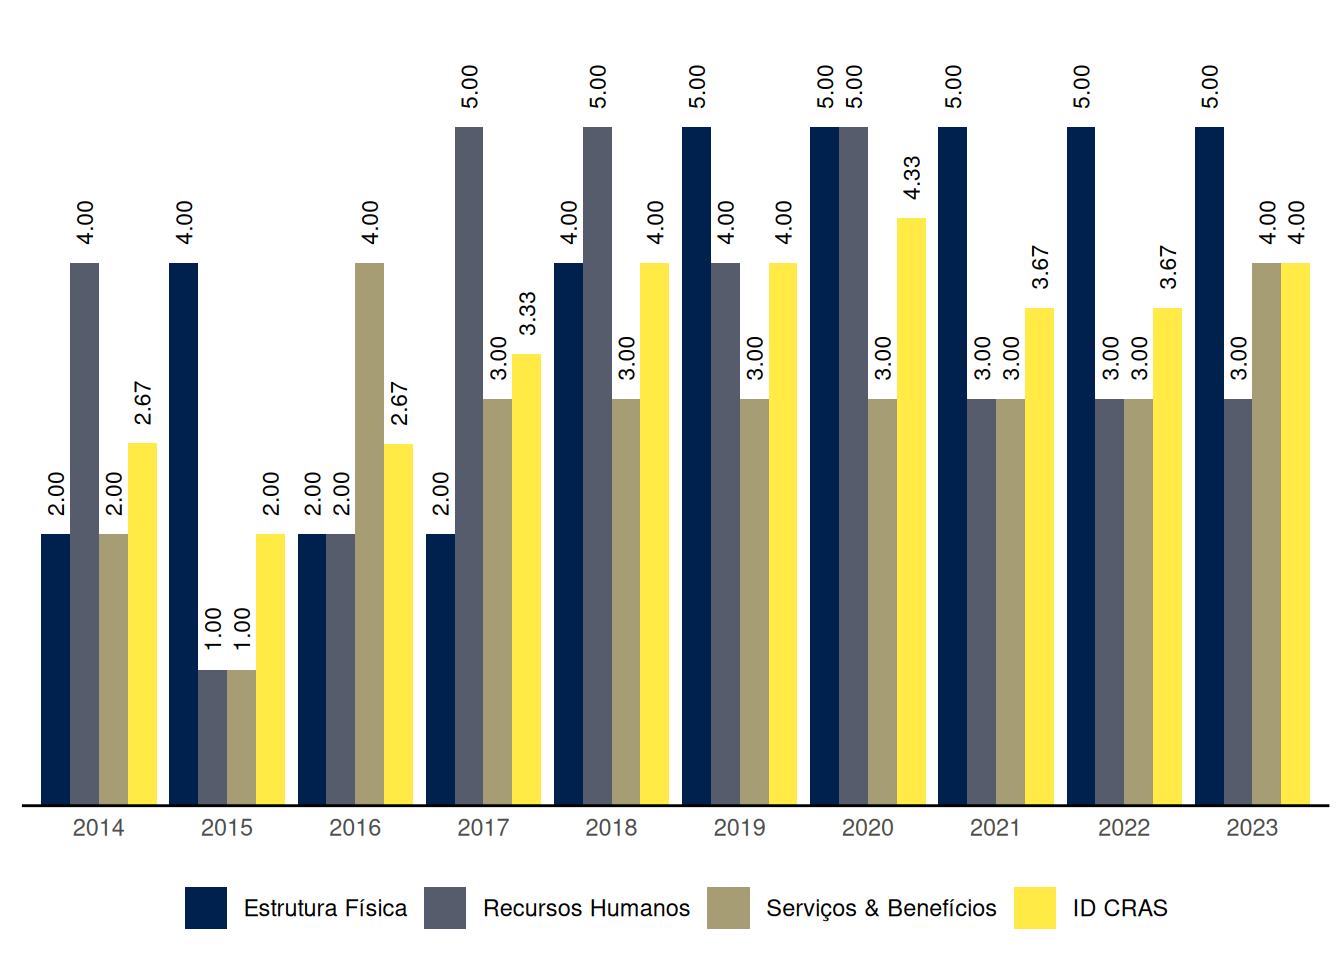 2.00 4.00 2.00 2.67 4.00 1.00 1.00 2.00 2.00 2.00 4.00 2.67 2.00 5.00 3.00 3.33 4.00 5.00 3.00 4.00 5.00 4.00 3.00 4.00 5.00 5.00 3.00 4.33 5.00 3.00 3.00 3.67 5.00 3.00 3.00 3.67 5.00 3.00 4.00 4.00
2014 2015 2016 2017 2018 2019 2020 2021 2022 2023
Estrutura Física Recursos Humanos Serviços & Benefícios ID CRAS